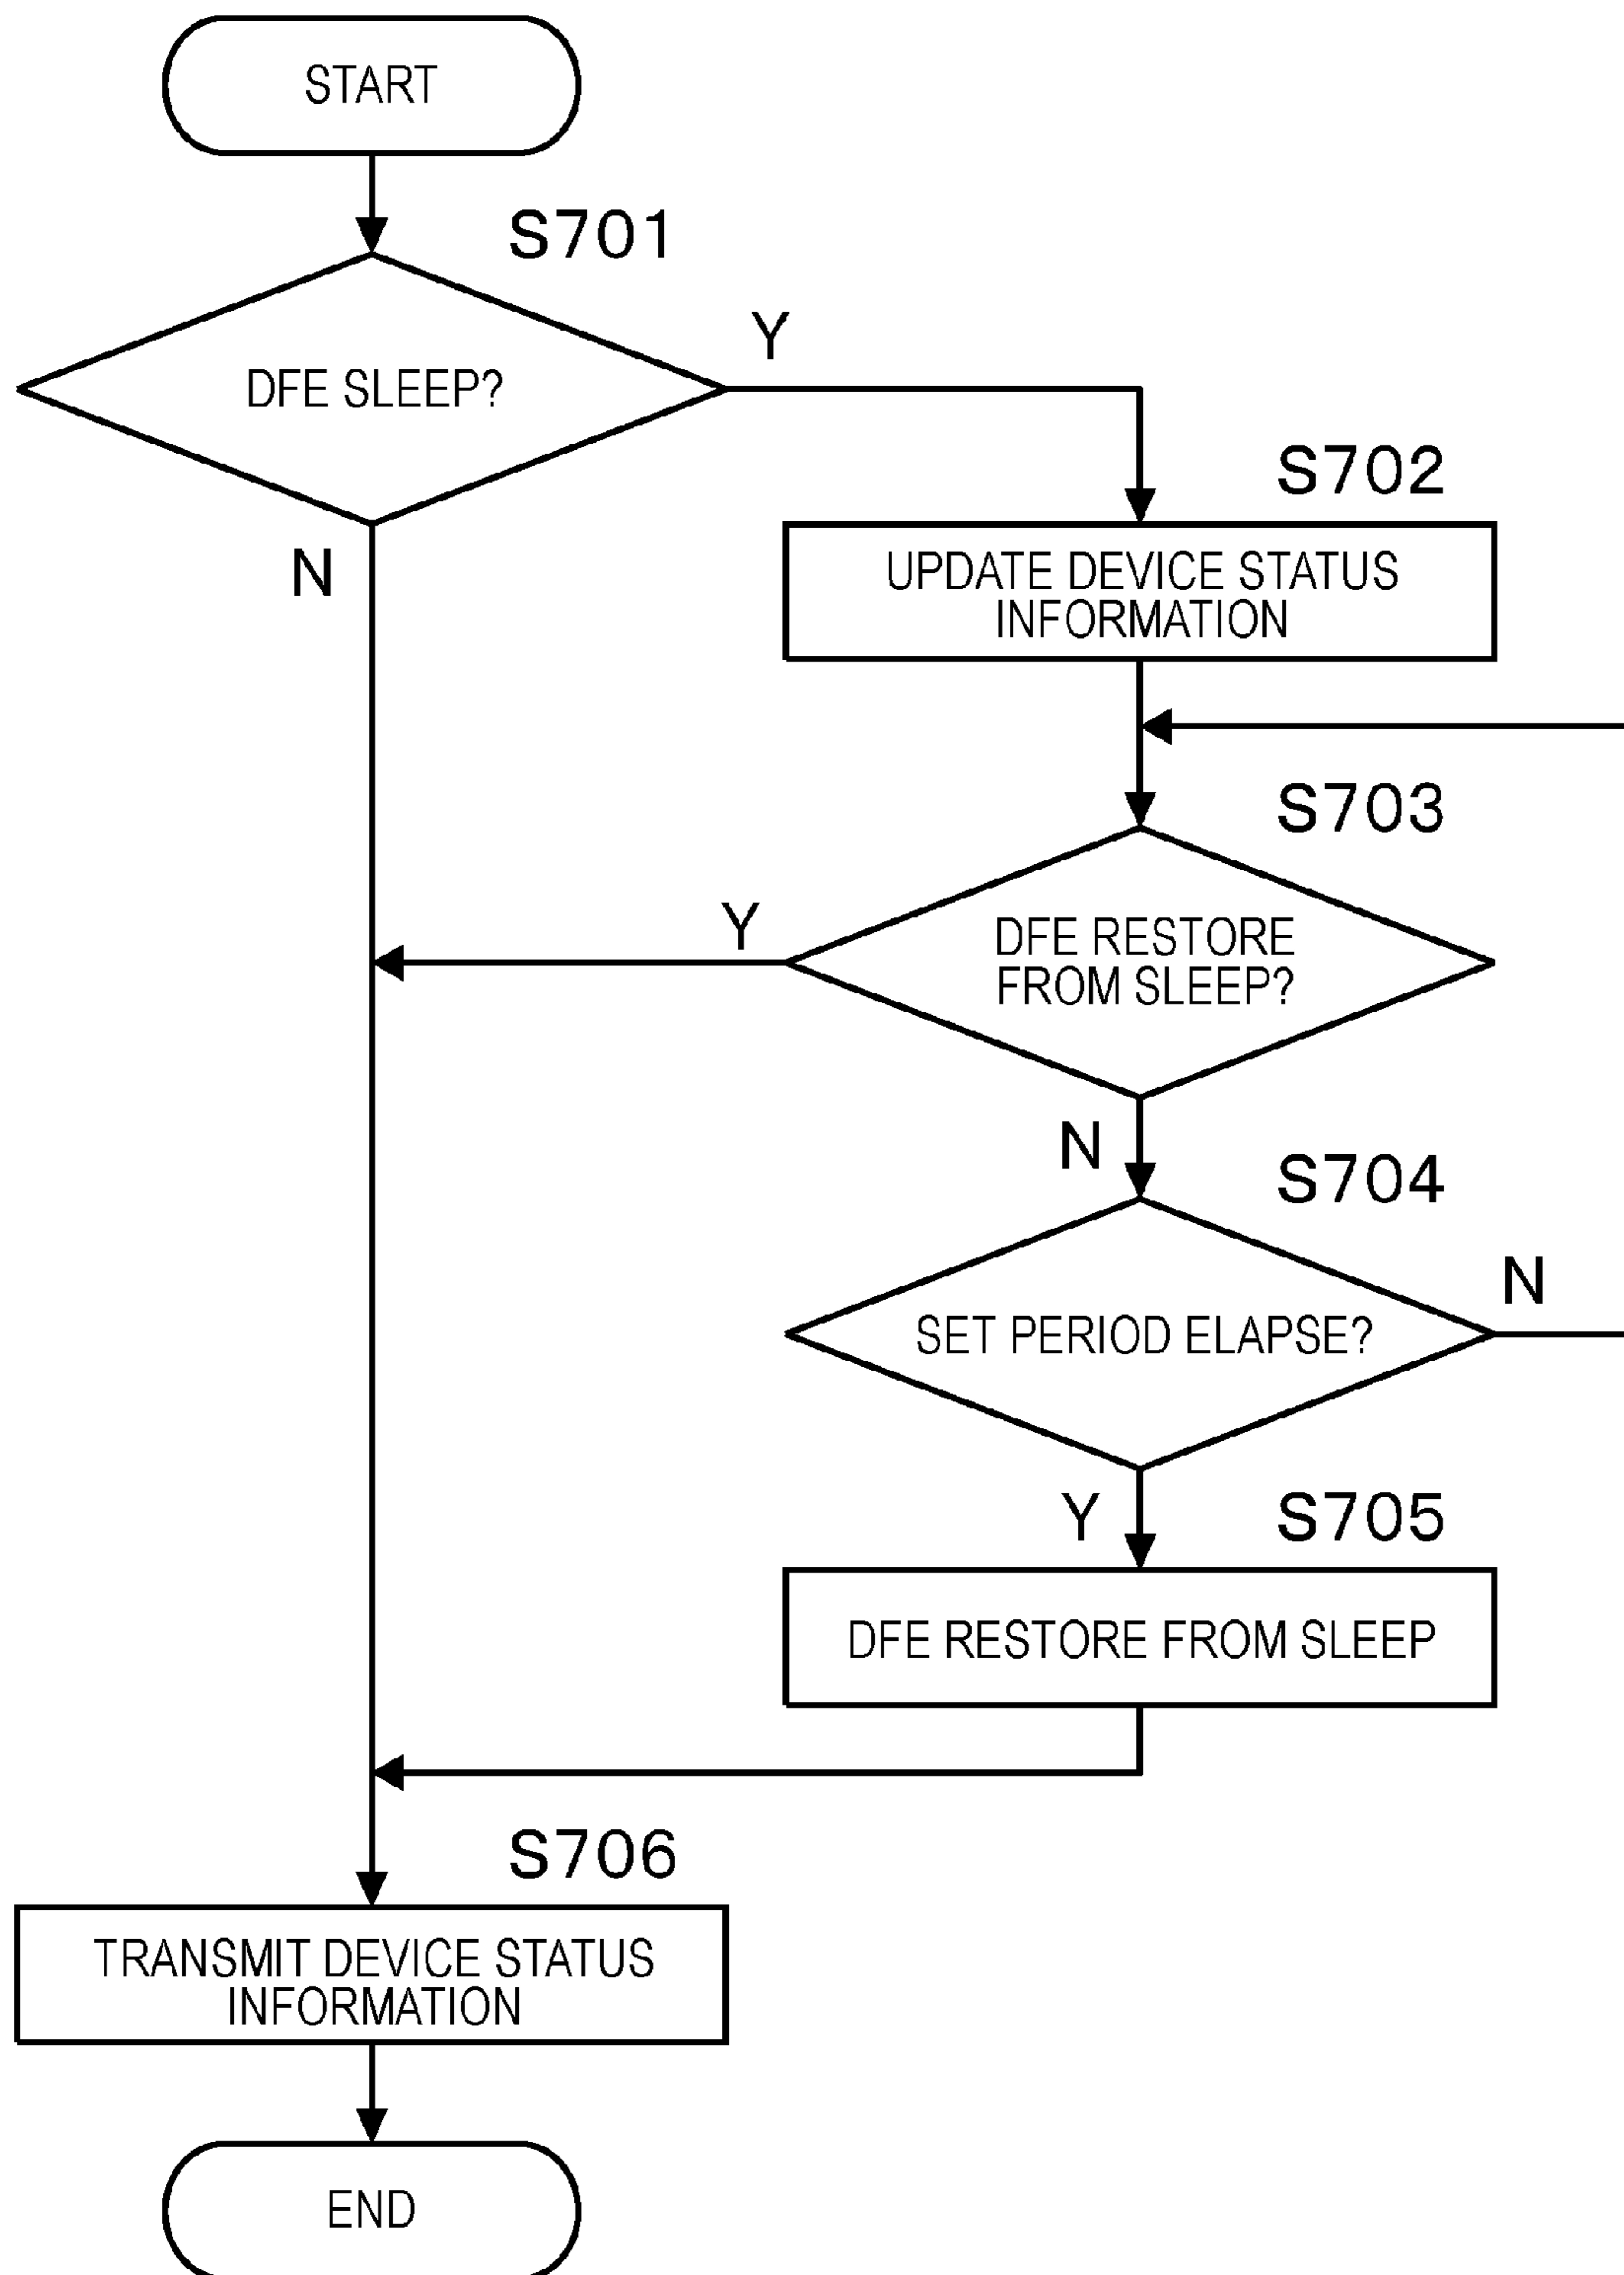 START
S701
DFE SLEEP?
Y
N
S702
UPDATE DEVICE STATUS
INFORMATION
S703
DFE RESTORE
FROM SLEEP?
Y
N
S704
SET PERIOD ELAPSE?
N
Y
S705
DFE RESTORE FROM SLEEP
S706
TRANSMIT DEVICE STATUS
INFORMATION
END